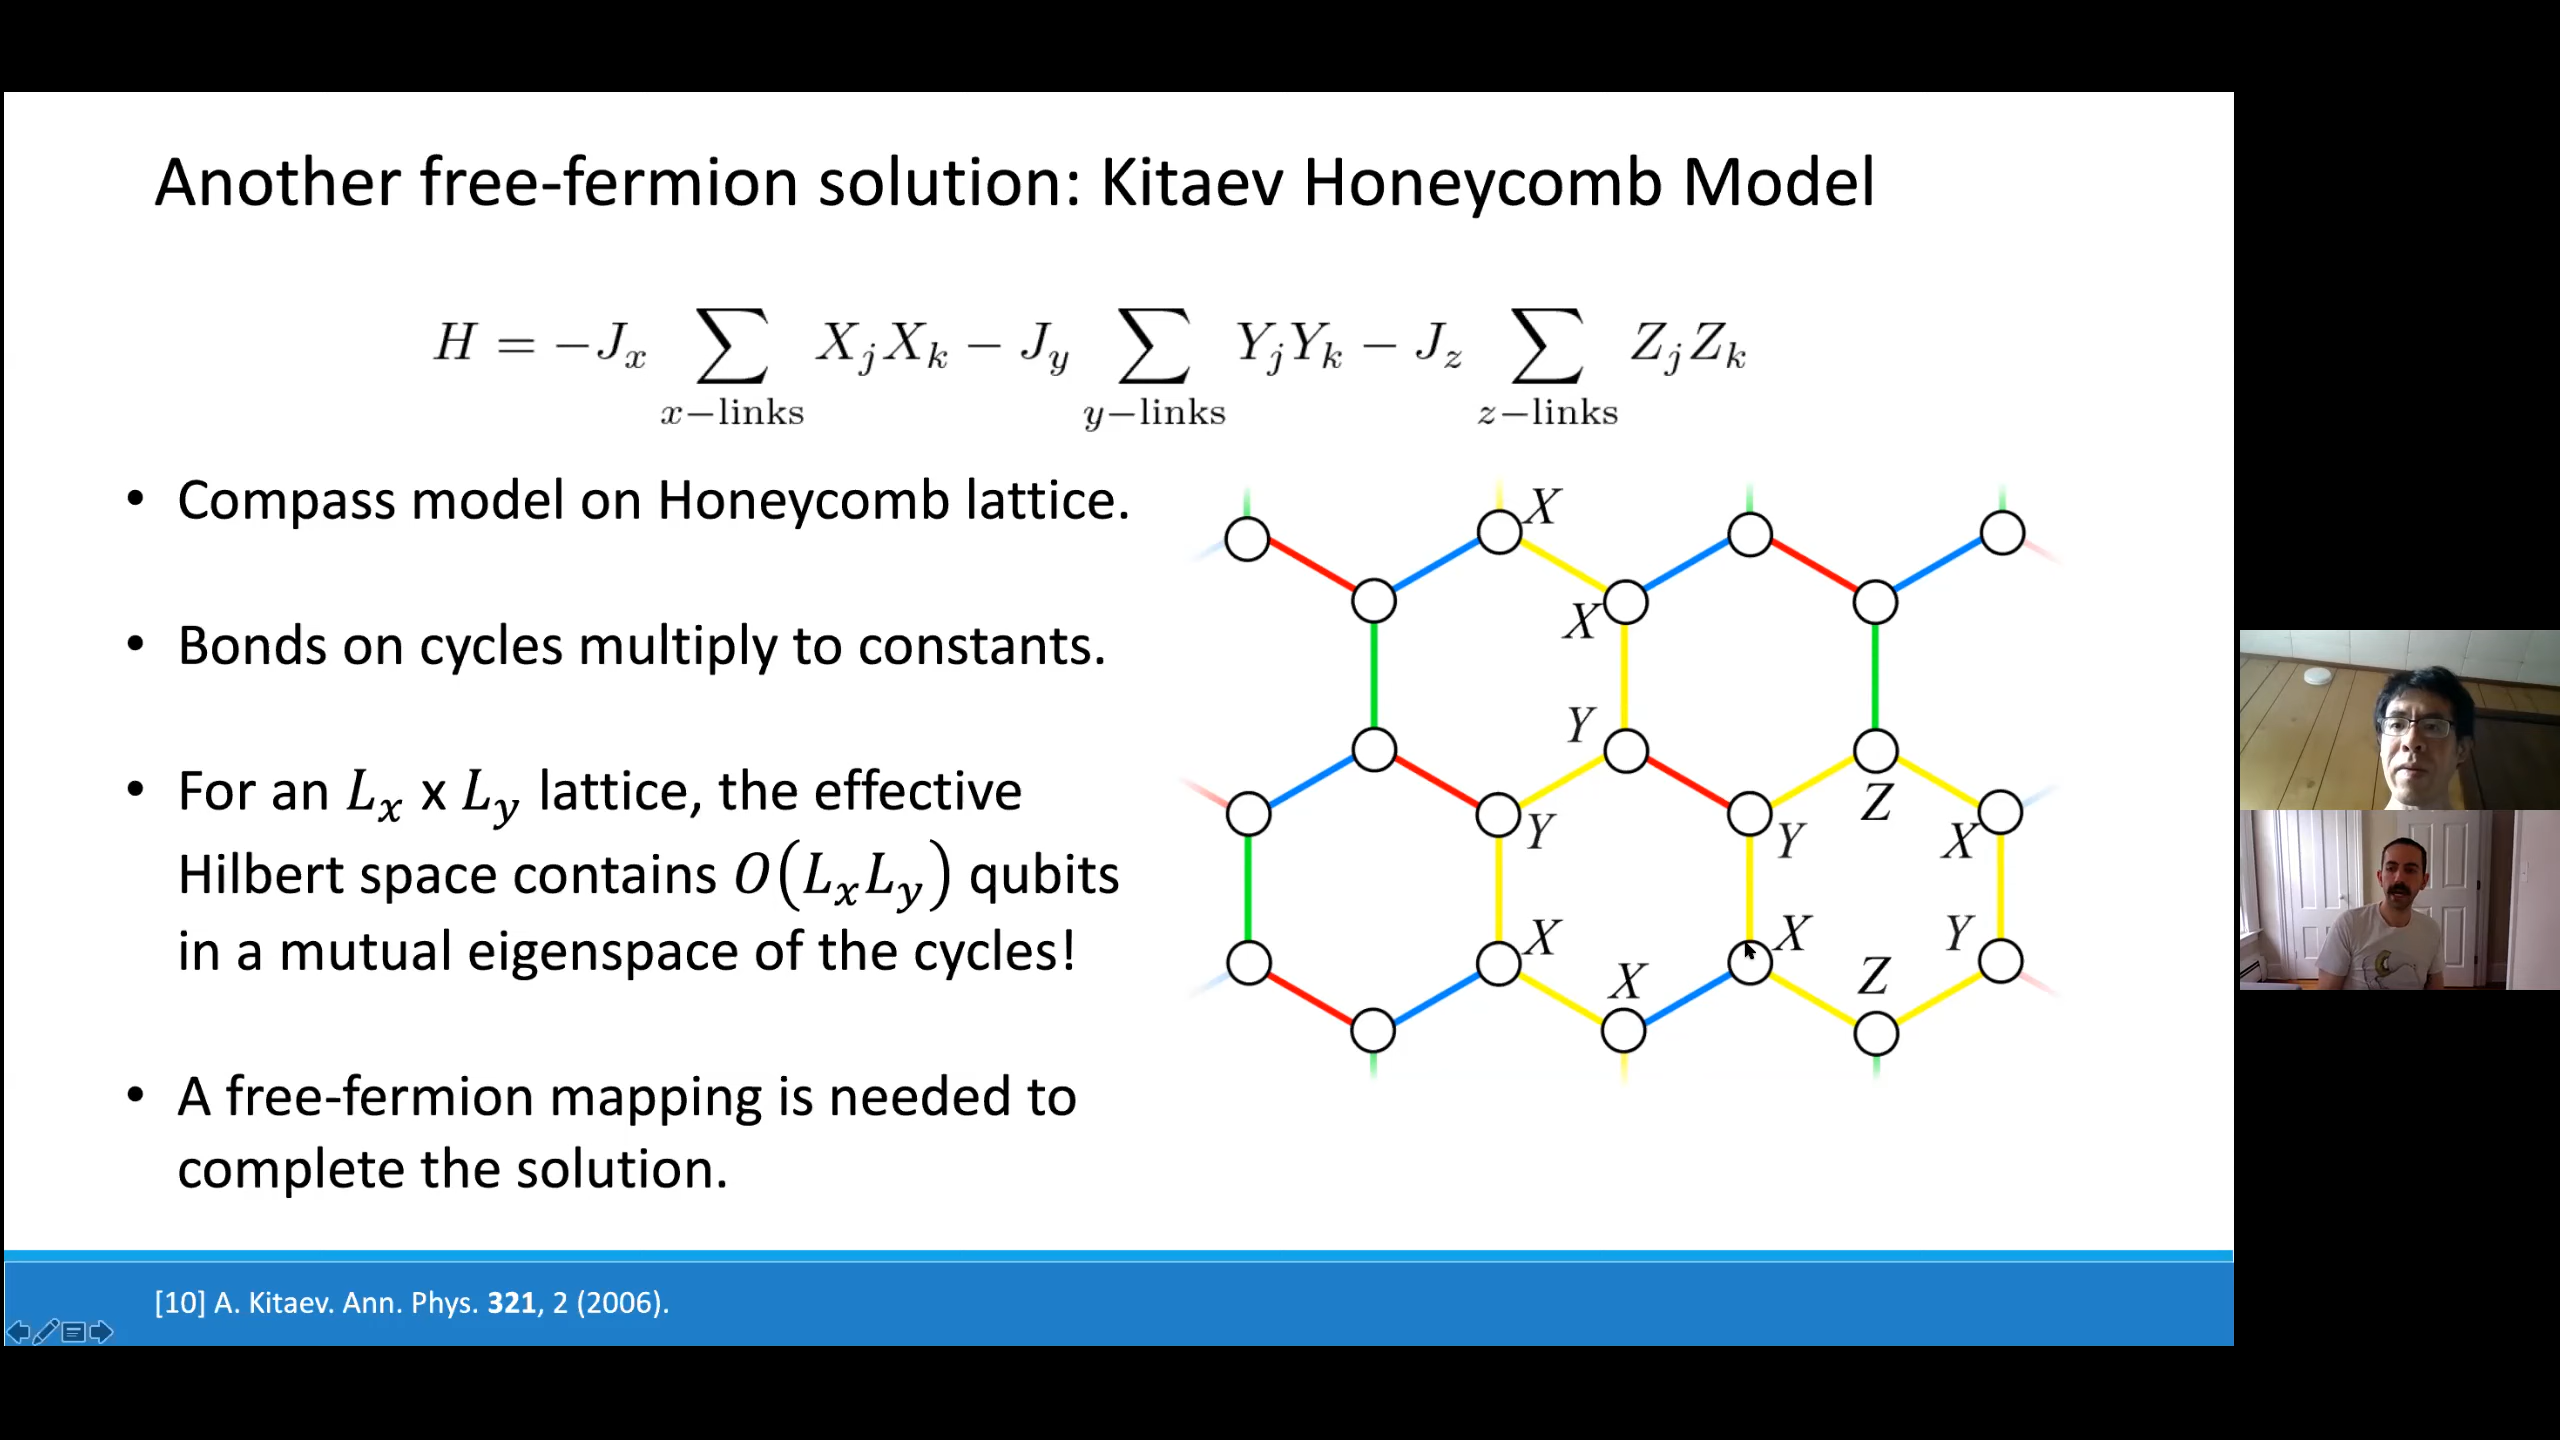 Another free-fermion solution: Kitaev Honeycomb Model
H = −J_x ∑ X_j X_k − J_y ∑ Y_j Y_k − J_z ∑ Z_j Z_k
x−links y−links z−links
• Compass model on Honeycomb lattice.
• Bonds on cycles multiply to constants.
• For an L_x x L_y lattice, the effective
Hilbert space contains O(L_x L_y) qubits
in a mutual eigenspace of the cycles!
• A free-fermion mapping is needed to
complete the solution.
X
X
Y
Z
Y Y X
X X Y
X Z
[10] A. Kitaev. Ann. Phys. 321, 2 (2006).